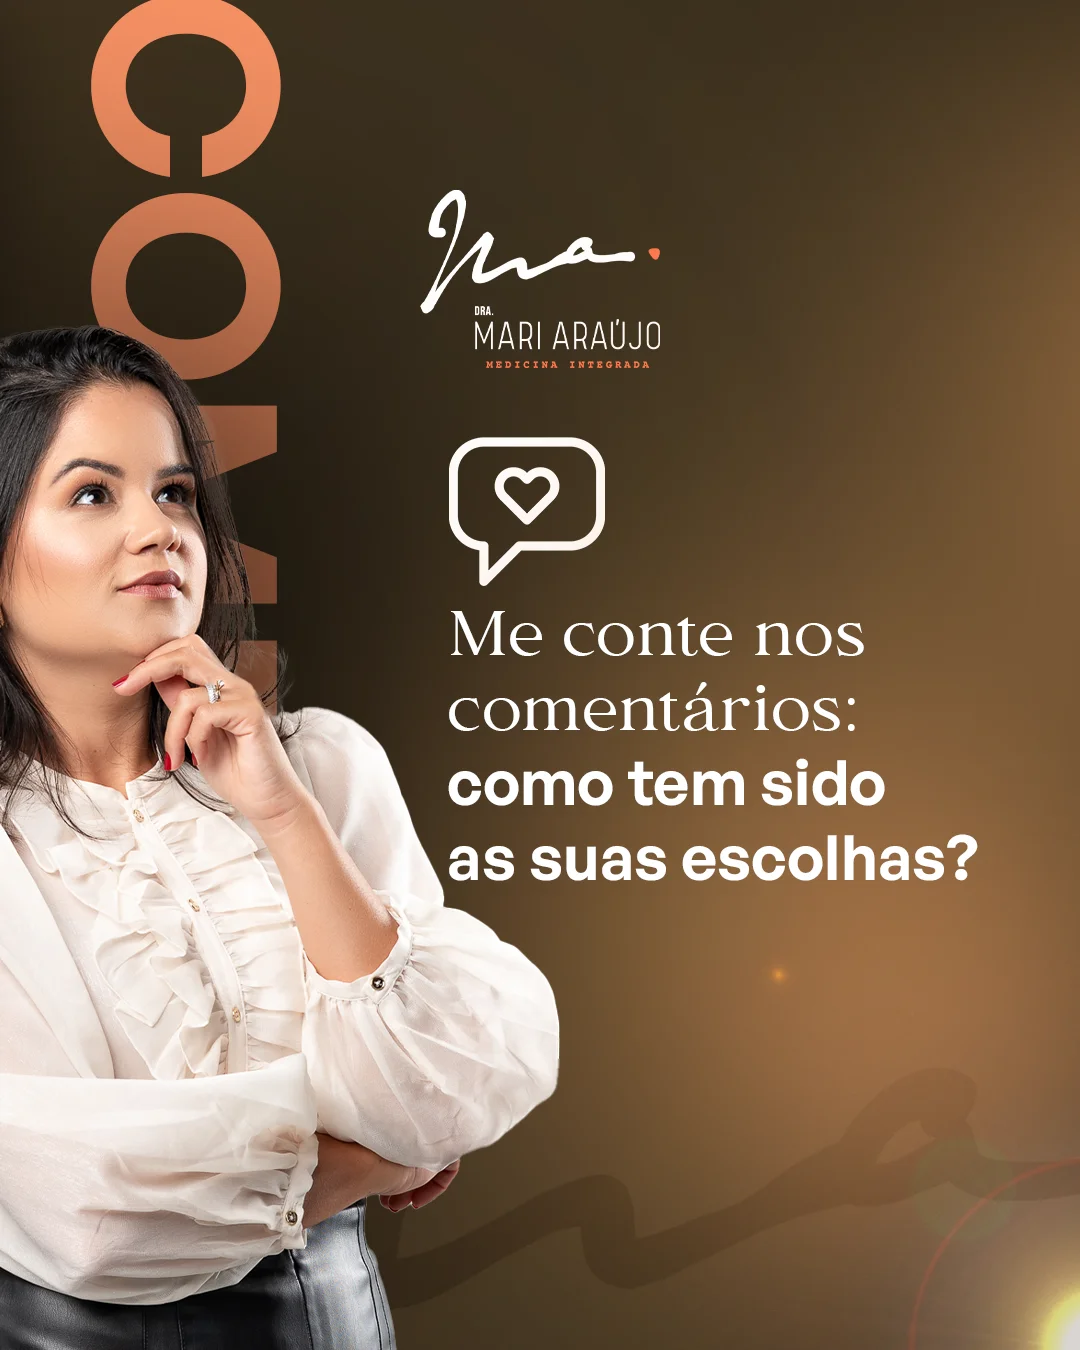 COM
Ma.
DRA.
MARI ARAÚJO
MEDICINA INTEGRADA
Me conte nos
comentários:
como tem sido
as suas escolhas?